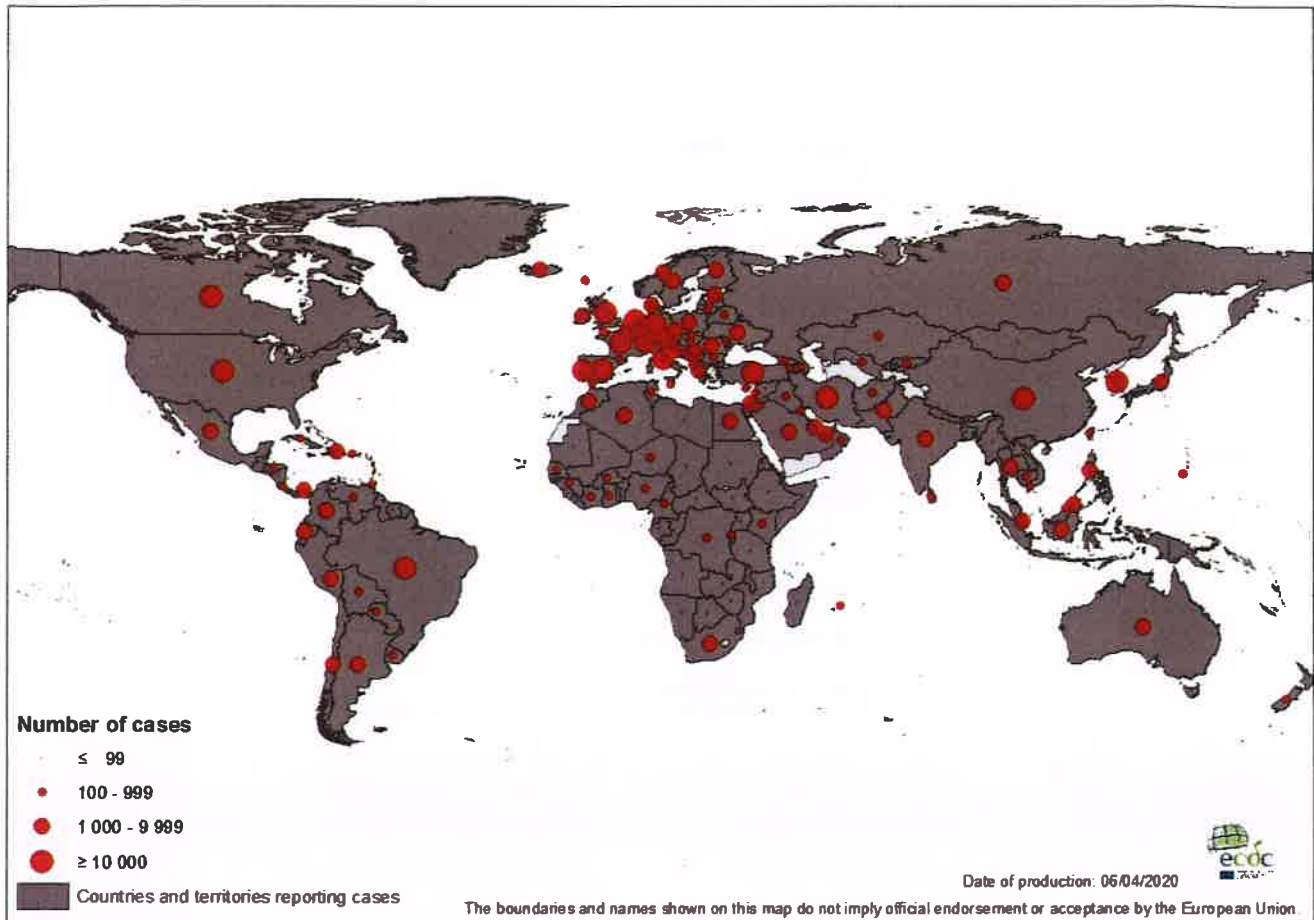 Number of cases
≤ 99
100 - 999
1 000 - 9 999
≥ 10 000
Countries and territories reporting cases
ecdc
Date of production: 06/04/2020
The boundaries and names shown on this map do not imply official endorsement or acceptance by the European Union